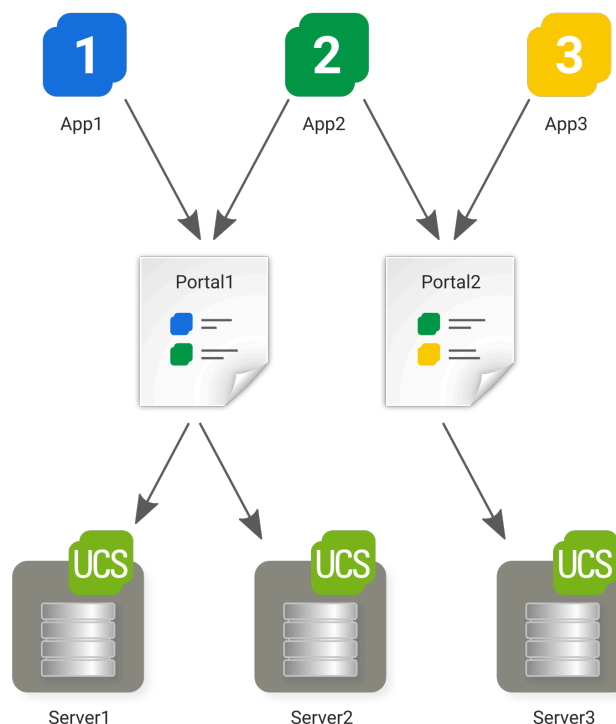 1 2 3
App1 App2 App3
Portal1 Portal2
UCS UCS UCS
Server1 Server2 Server3